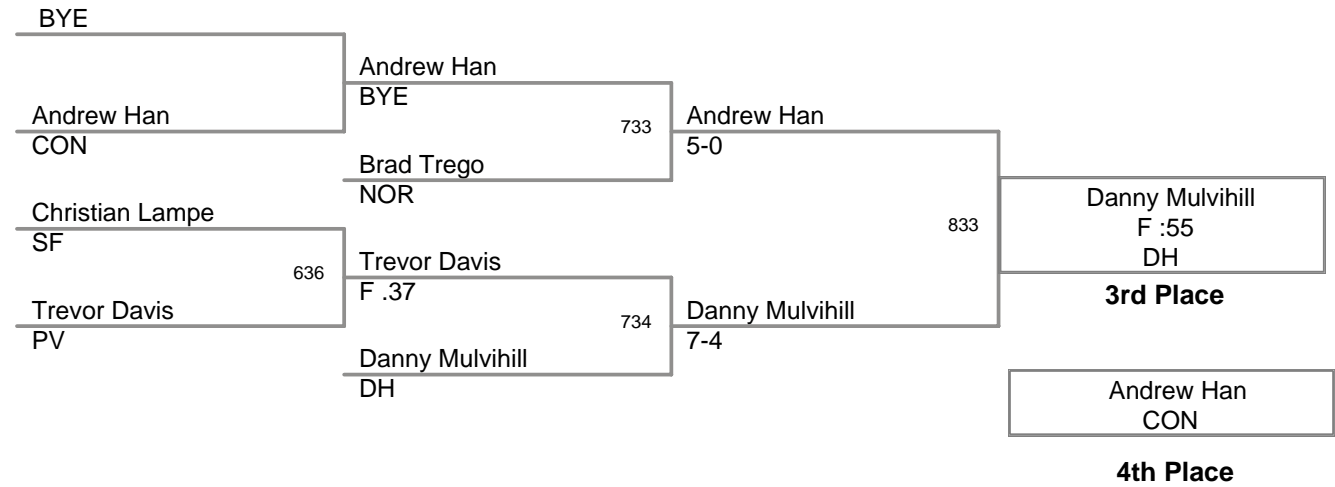 BYE
Andrew Han
BYE
Andrew Han
CON
733
Andrew Han
5-0
Brad Trego
NOR
Christian Lampe
SF
833
Danny Mulvihill
F :55
DH
3rd Place
636
Trevor Davis
F .37
Trevor Davis
PV
734
Danny Mulvihill
7-4
Danny Mulvihill
DH
Andrew Han
CON
4th Place